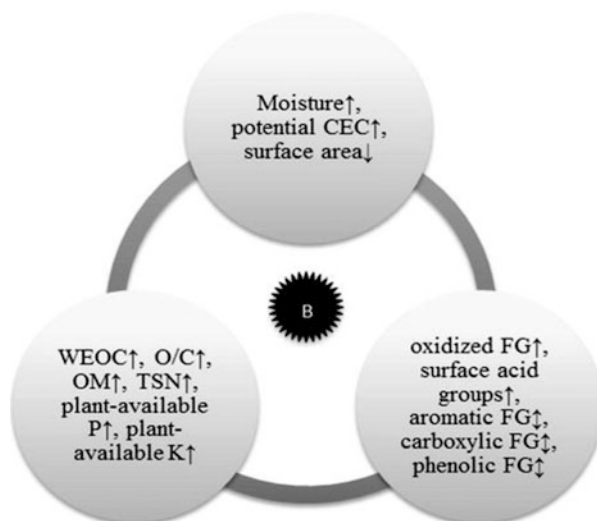 Moisture↑,
potential CEC↑,
surface area↓
B
WEOC↑, O/C↑,
OM↑, TSN↑,
plant-available
P↑, plant-
available K↑
oxidized FG↑,
surface acid
groups↑,
aromatic FG↕,
carboxylic FG↕,
phenolic FG↕